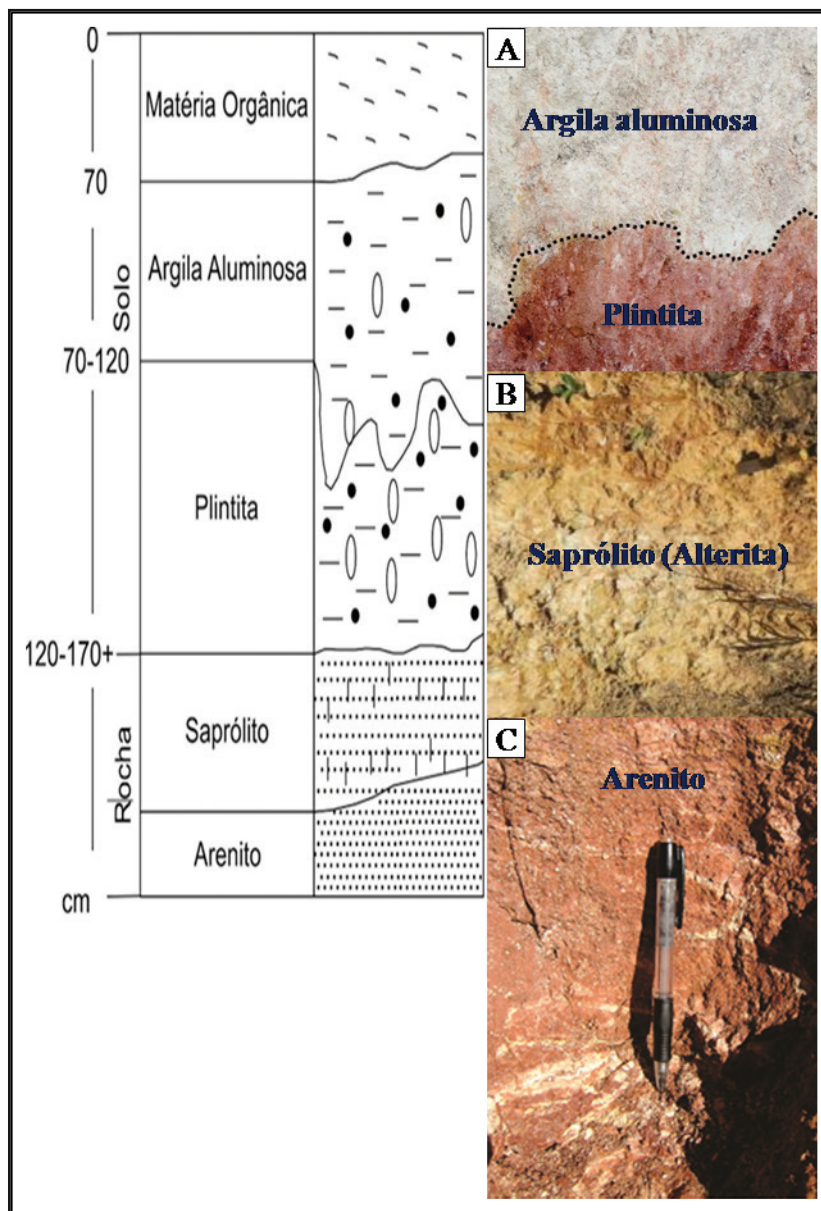 0
Matéria Orgânica
70
Solo
Argila Aluminosa
70-120
Plintita
120-170+
Saprólito
Rocha
Arenito
cm
A
Argila aluminosa
Plintita
B
Saprólito (Alterita)
C
Arenito